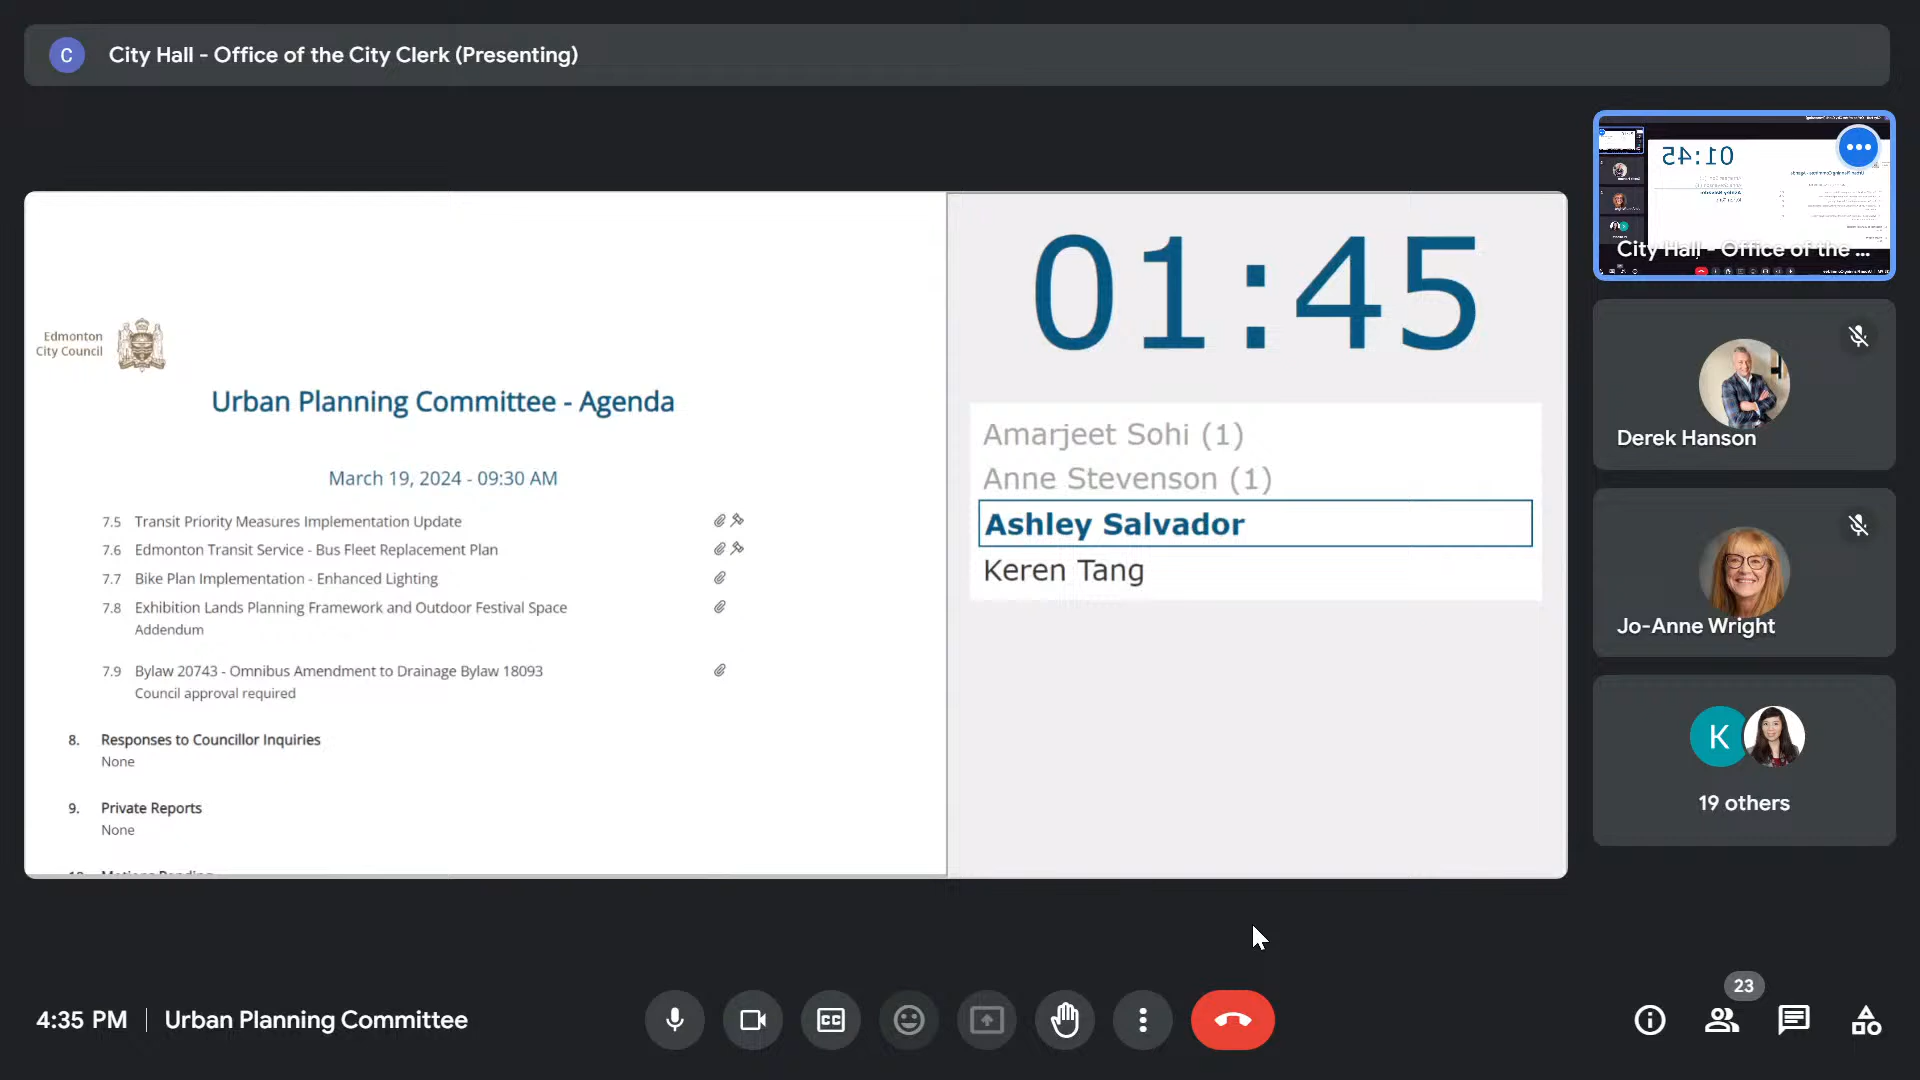 C
City Hall - Office of the City Clerk (Presenting)
Edmonton
City Council
Urban Planning Committee - Agenda
March 19, 2024 - 09:30 AM
7.5 Transit Priority Measures Implementation Update
7.6 Edmonton Transit Service - Bus Fleet Replacement Plan
7.7 Bike Plan Implementation - Enhanced Lighting
7.8 Exhibition Lands Planning Framework and Outdoor Festival Space
Addendum
7.9 Bylaw 20743 - Omnibus Amendment to Drainage Bylaw 18093
Council approval required
8. Responses to Councillor Inquiries
None
9. Private Reports
None
01:45
Amarjeet Sohi (1)
Anne Stevenson (1)
Ashley Salvador
Keren Tang
01:45
City Hall - Office of the ...
Derek Hanson
Jo-Anne Wright
K
19 others
4:35 PM
Urban Planning Committee
CC
23